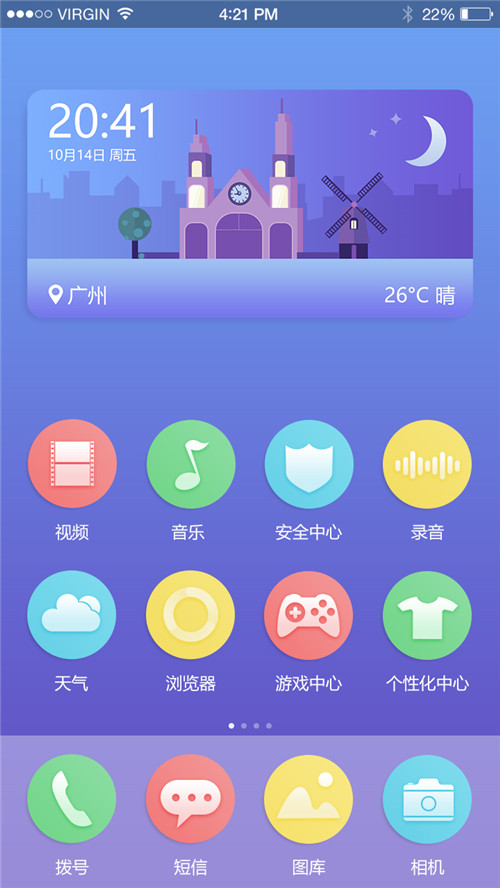 VIRGIN 4:21 PM 22%
20:41
10月14日 周五
广州 26°C 晴
视频 音乐 安全中心 录音
天气 浏览器 游戏中心 个性化中心
拨号 短信 图库 相机